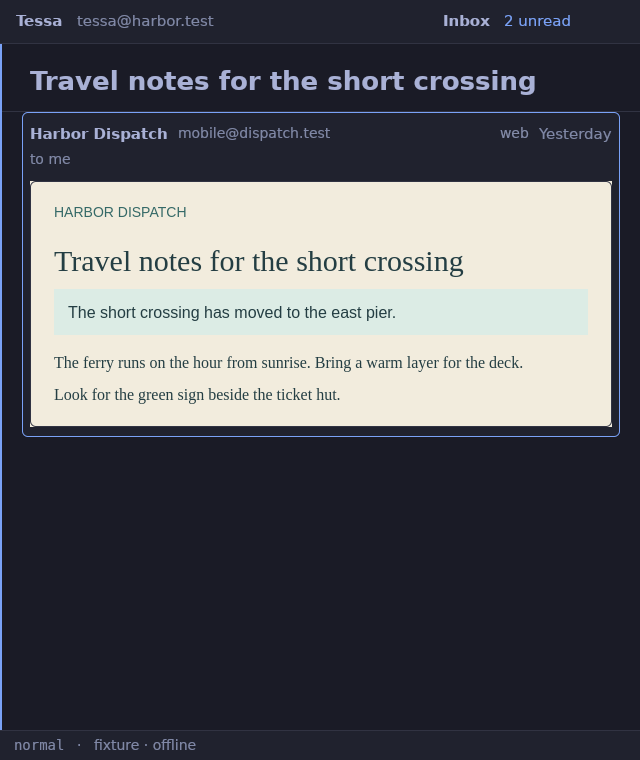 Tessa tessa@harbor.test Inbox 2 unread
Travel notes for the short crossing
Harbor Dispatch mobile@dispatch.test web Yesterday
to me
HARBOR DISPATCH
Travel notes for the short crossing
The short crossing has moved to the east pier.
The ferry runs on the hour from sunrise. Bring a warm layer for the deck.
Look for the green sign beside the ticket hut.
normal · fixture · offline